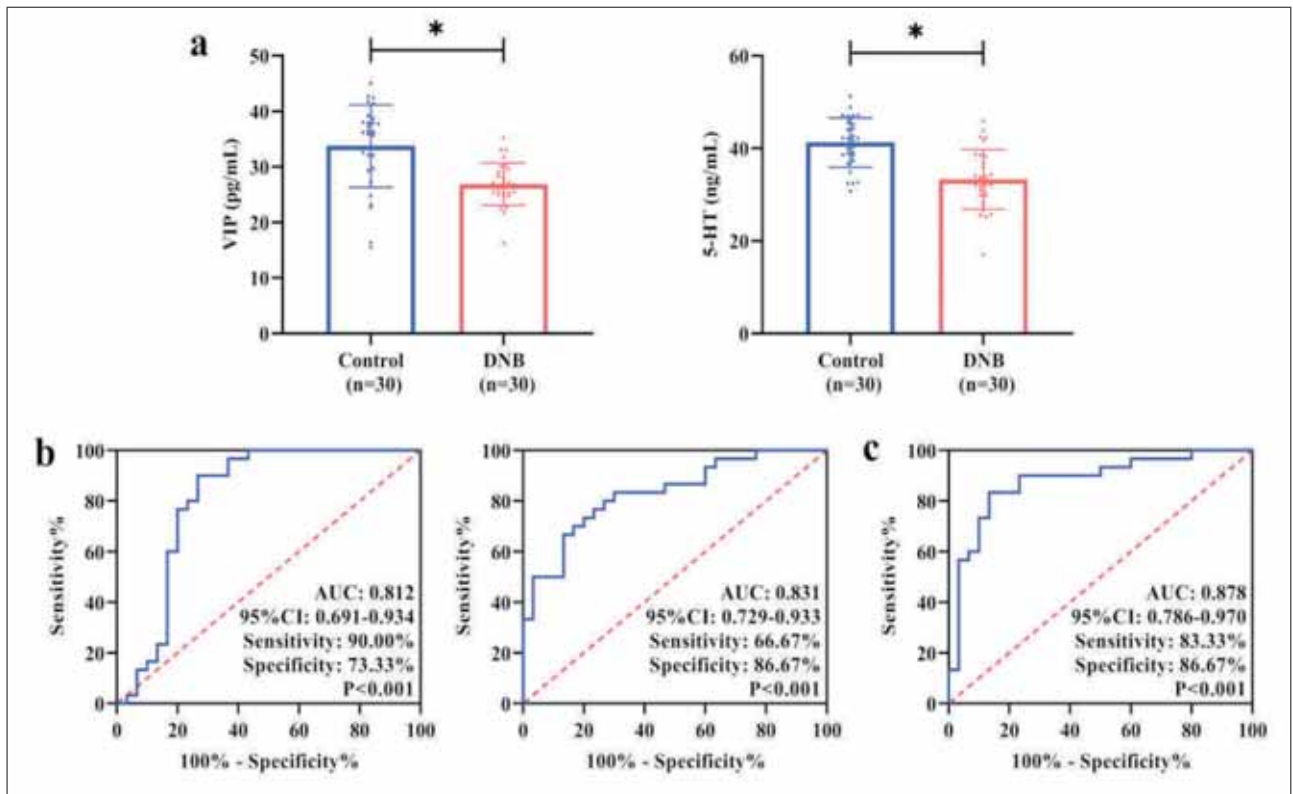 a
*
*
50
40
30
20
10
0
VIP (pg/mL)
Control
(n=30)
DNB
(n=30)
60
40
20
0
5-HT (ng/mL)
Control
(n=30)
DNB
(n=30)
b
100
80
60
40
20
0
Sensitivity%
AUC: 0.812
95%CI: 0.691-0.934
Sensitivity: 90.00%
Specificity: 73.33%
P<0.001
0 20 40 60 80 100
100% - Specificity%
100
80
60
40
20
0
Sensitivity%
AUC: 0.831
95%CI: 0.729-0.933
Sensitivity: 66.67%
Specificity: 86.67%
P<0.001
0 20 40 60 80 100
100% - Specificity%
c
100
80
60
40
20
0
Sensitivity%
AUC: 0.878
95%CI: 0.786-0.970
Sensitivity: 83.33%
Specificity: 86.67%
P<0.001
0 20 40 60 80 100
100% - Specificity%